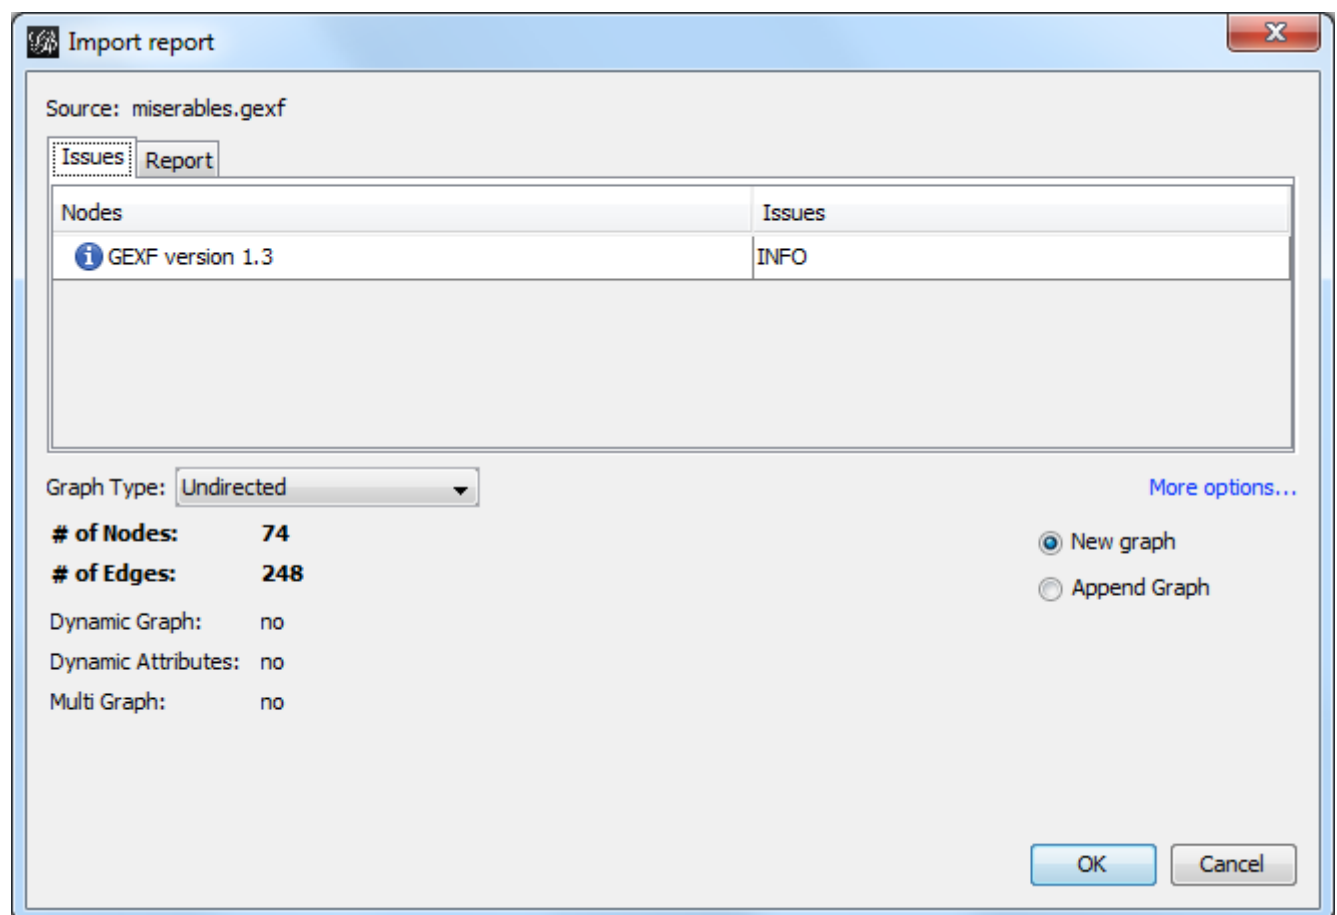 Import report
Source: miserables.gexf
Issues Report
Nodes Issues
GEXF version 1.3 INFO
Graph Type: Undirected More options...
# of Nodes: 74
New graph
# of Edges: 248
Append Graph
Dynamic Graph: no
Dynamic Attributes: no
Multi Graph: no
OK Cancel